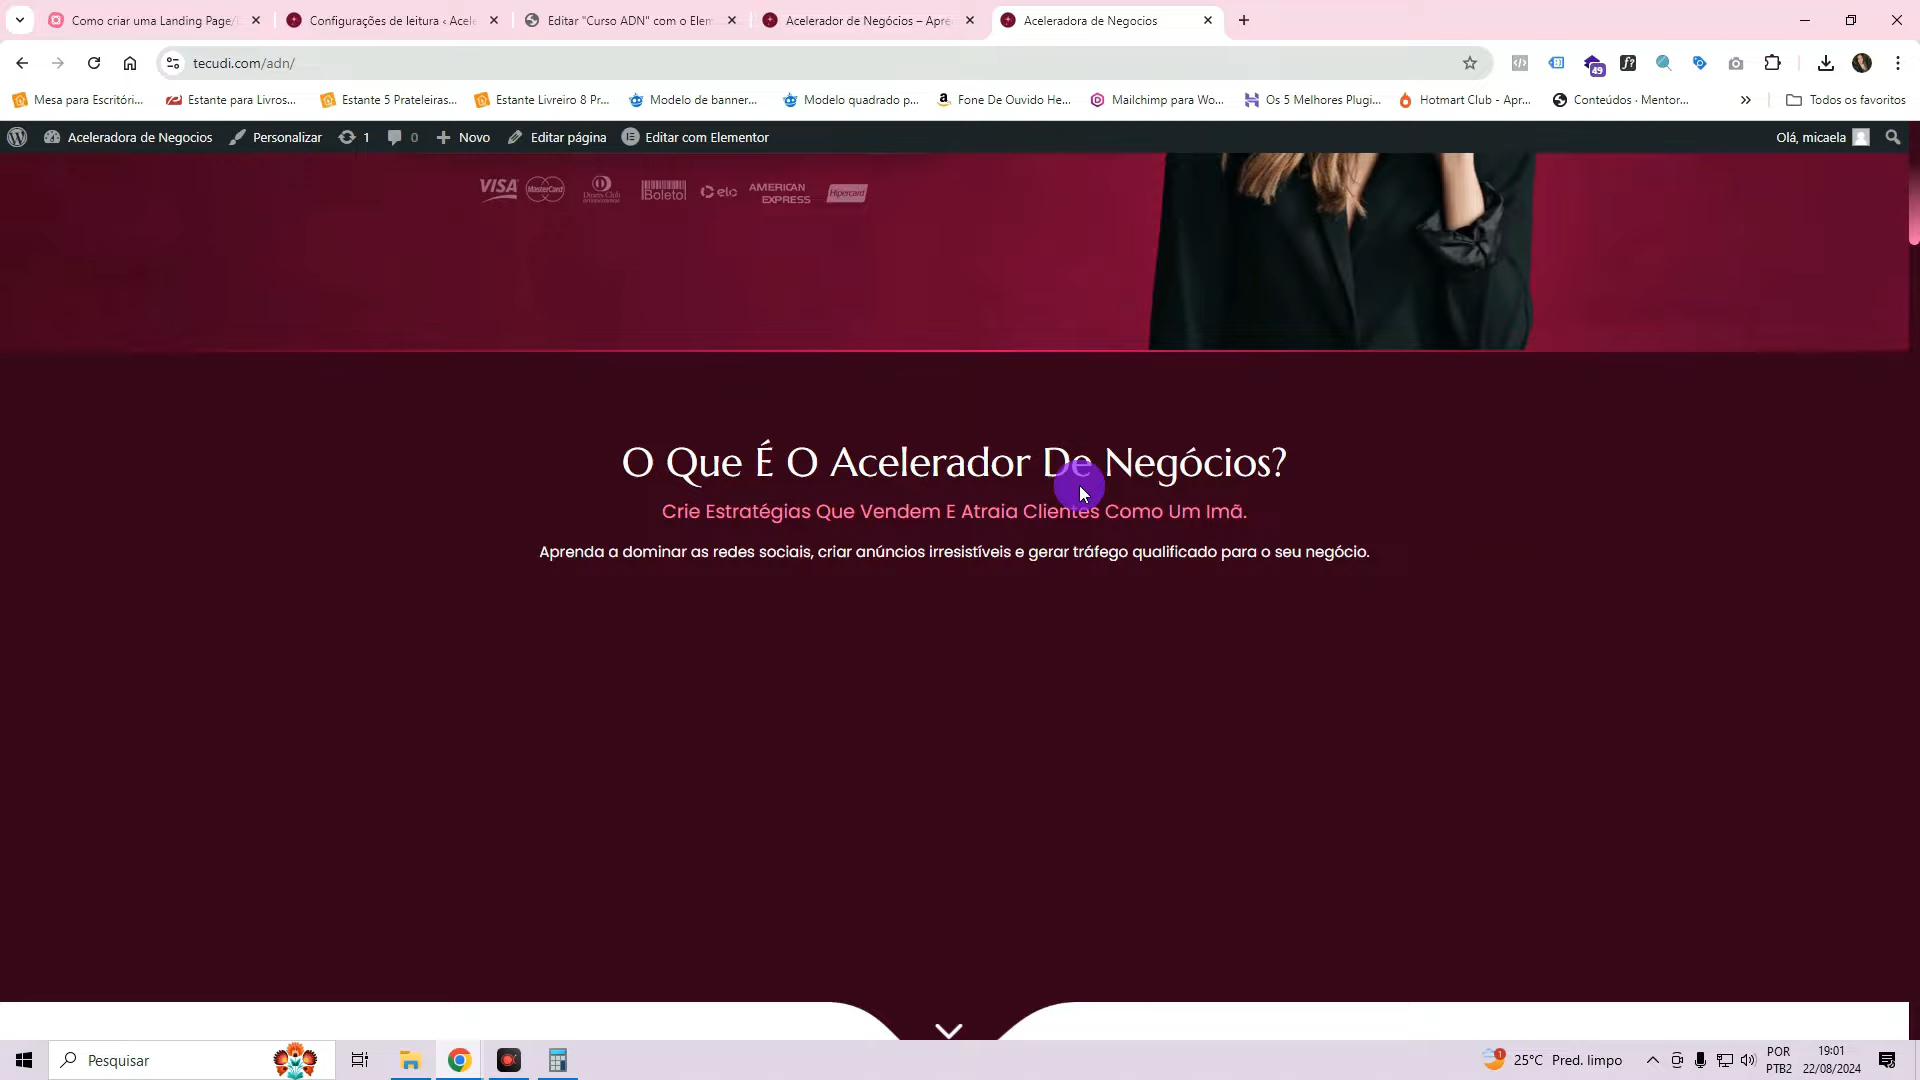 Como criar uma Landing Page/
Configurações de leitura ‹ Acele
Editar "Curso ADN" com o Elem
Acelerador de Negócios – Apre
Aceleradora de Negocios
tecudi.com/adn/
49
Mesa para Escritóri...
Estante para Livros...
Estante 5 Prateleiras...
Estante Livreiro 8 Pr...
Modelo de banner...
Modelo quadrado p...
Fone De Ouvido He...
Mailchimp para Wo...
Os 5 Melhores Plugi...
Hotmart Club - Apr...
Conteúdos · Mentor...
Todos os favoritos
Aceleradora de Negocios
Personalizar
1
0
Novo
Editar página
Editar com Elementor
Olá, micaela
VISA
MasterCard
Diners Club
Boleto
elo
AMERICAN
EXPRESS
Hipercard
O Que É O Acelerador De Negócios?
Crie Estratégias Que Vendem E Atraia Clientes Como Um Imã.
Aprenda a dominar as redes sociais, criar anúncios irresistíveis e gerar tráfego qualificado para o seu negócio.
Pesquisar
1
25°C Pred. limpo
POR
PTB2
19:01
22/08/2024